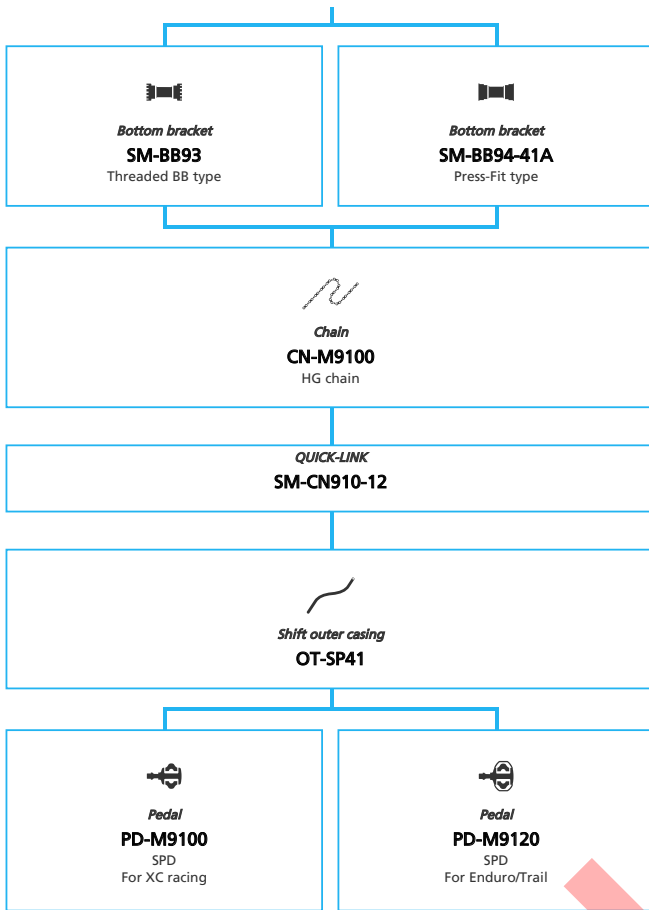 Bottom bracket
SM-BB93
Threaded BB type
Bottom bracket
SM-BB94-41A
Press-Fit type
Chain
CN-M9100
HG chain
QUICK-LINK
SM-CN910-12
Shift outer casing
OT-SP41
Pedal
PD-M9100
SPD
For XC racing
Pedal
PD-M9120
SPD
For Enduro/Trail